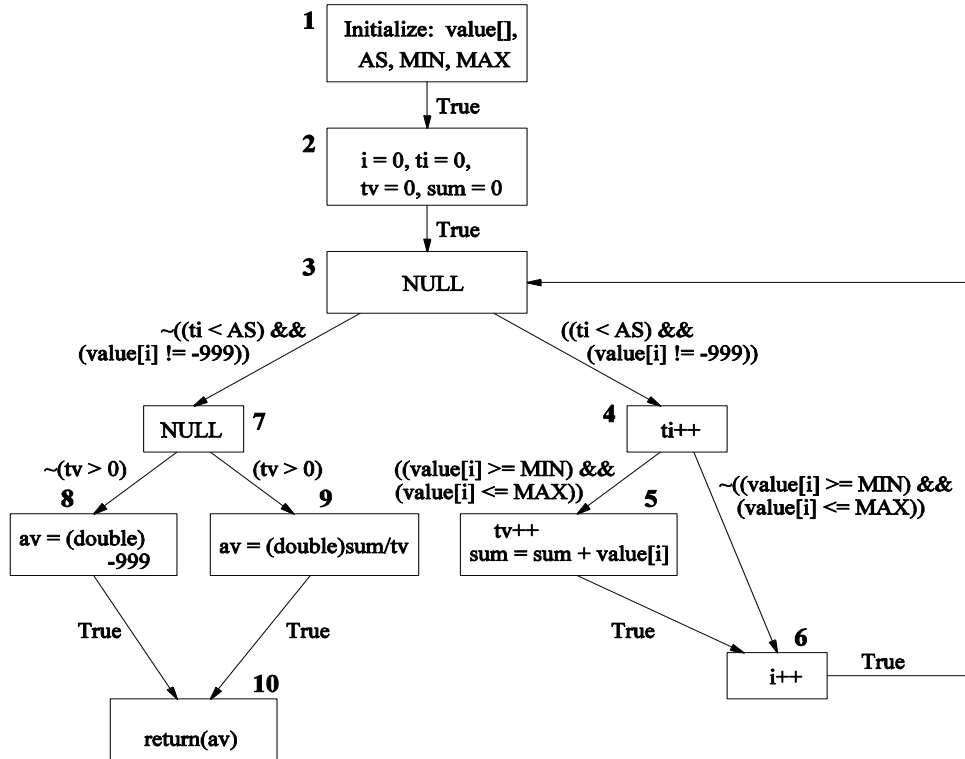 1
Initialize: value[],
AS, MIN, MAX
True
2
i = 0, ti = 0,
tv = 0, sum = 0
True
3
NULL
~((ti < AS) &&
(value[i] != -999))
((ti < AS) &&
(value[i] != -999))
NULL
7
4
ti++
~(tv > 0)
(tv > 0)
((value[i] >= MIN) &&
(value[i] <= MAX))
~((value[i] >= MIN) &&
(value[i] <= MAX))
8
9
5
av = (double)
-999
av = (double)sum/tv
tv++
sum = sum + value[i]
True
True
True
6
i++
True
10
return(av)